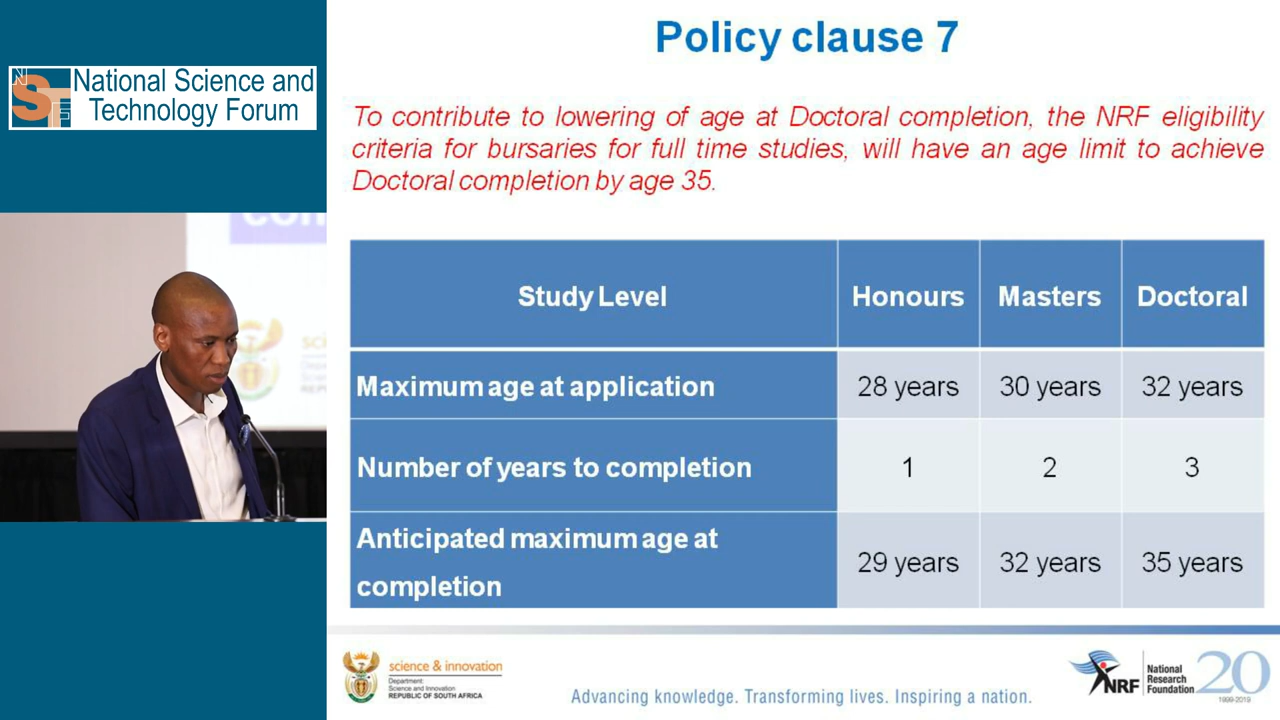 National Science and
Technology Forum
NSTF
Policy clause 7
To contribute to lowering of age at Doctoral completion, the NRF eligibility
criteria for bursaries for full time studies, will have an age limit to achieve
Doctoral completion by age 35.
Study Level Honours Masters Doctoral
Maximum age at application 28 years 30 years 32 years
Number of years to completion 1 2 3
Anticipated maximum age at
completion 29 years 32 years 35 years
science & innovation
Department:
Science and Innovation
REPUBLIC OF SOUTH AFRICA
Advancing knowledge. Transforming lives. Inspiring a nation.
NRF
National
Research
Foundation
20
1999-2019